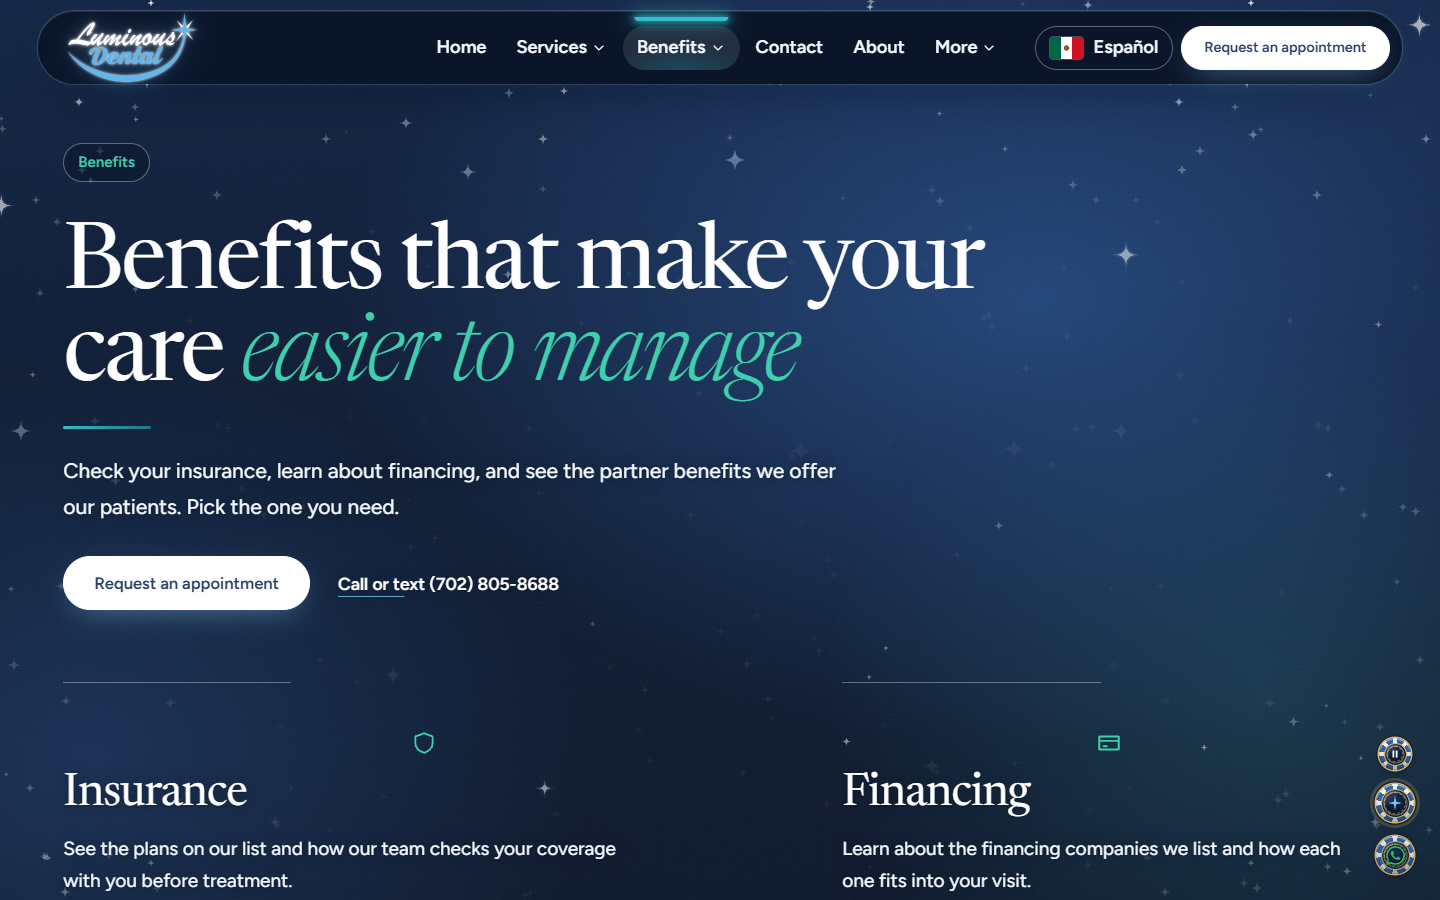 Luminous
Dental
Home
Services
Benefits
Contact
About
More
Español
Request an appointment
Benefits
Benefits that make your
care easier to manage
Check your insurance, learn about financing, and see the partner benefits we offer
our patients. Pick the one you need.
Request an appointment
Call or text (702) 805-8688
Insurance
See the plans on our list and how our team checks your coverage
with you before treatment.
Financing
Learn about the financing companies we list and how each
one fits into your visit.